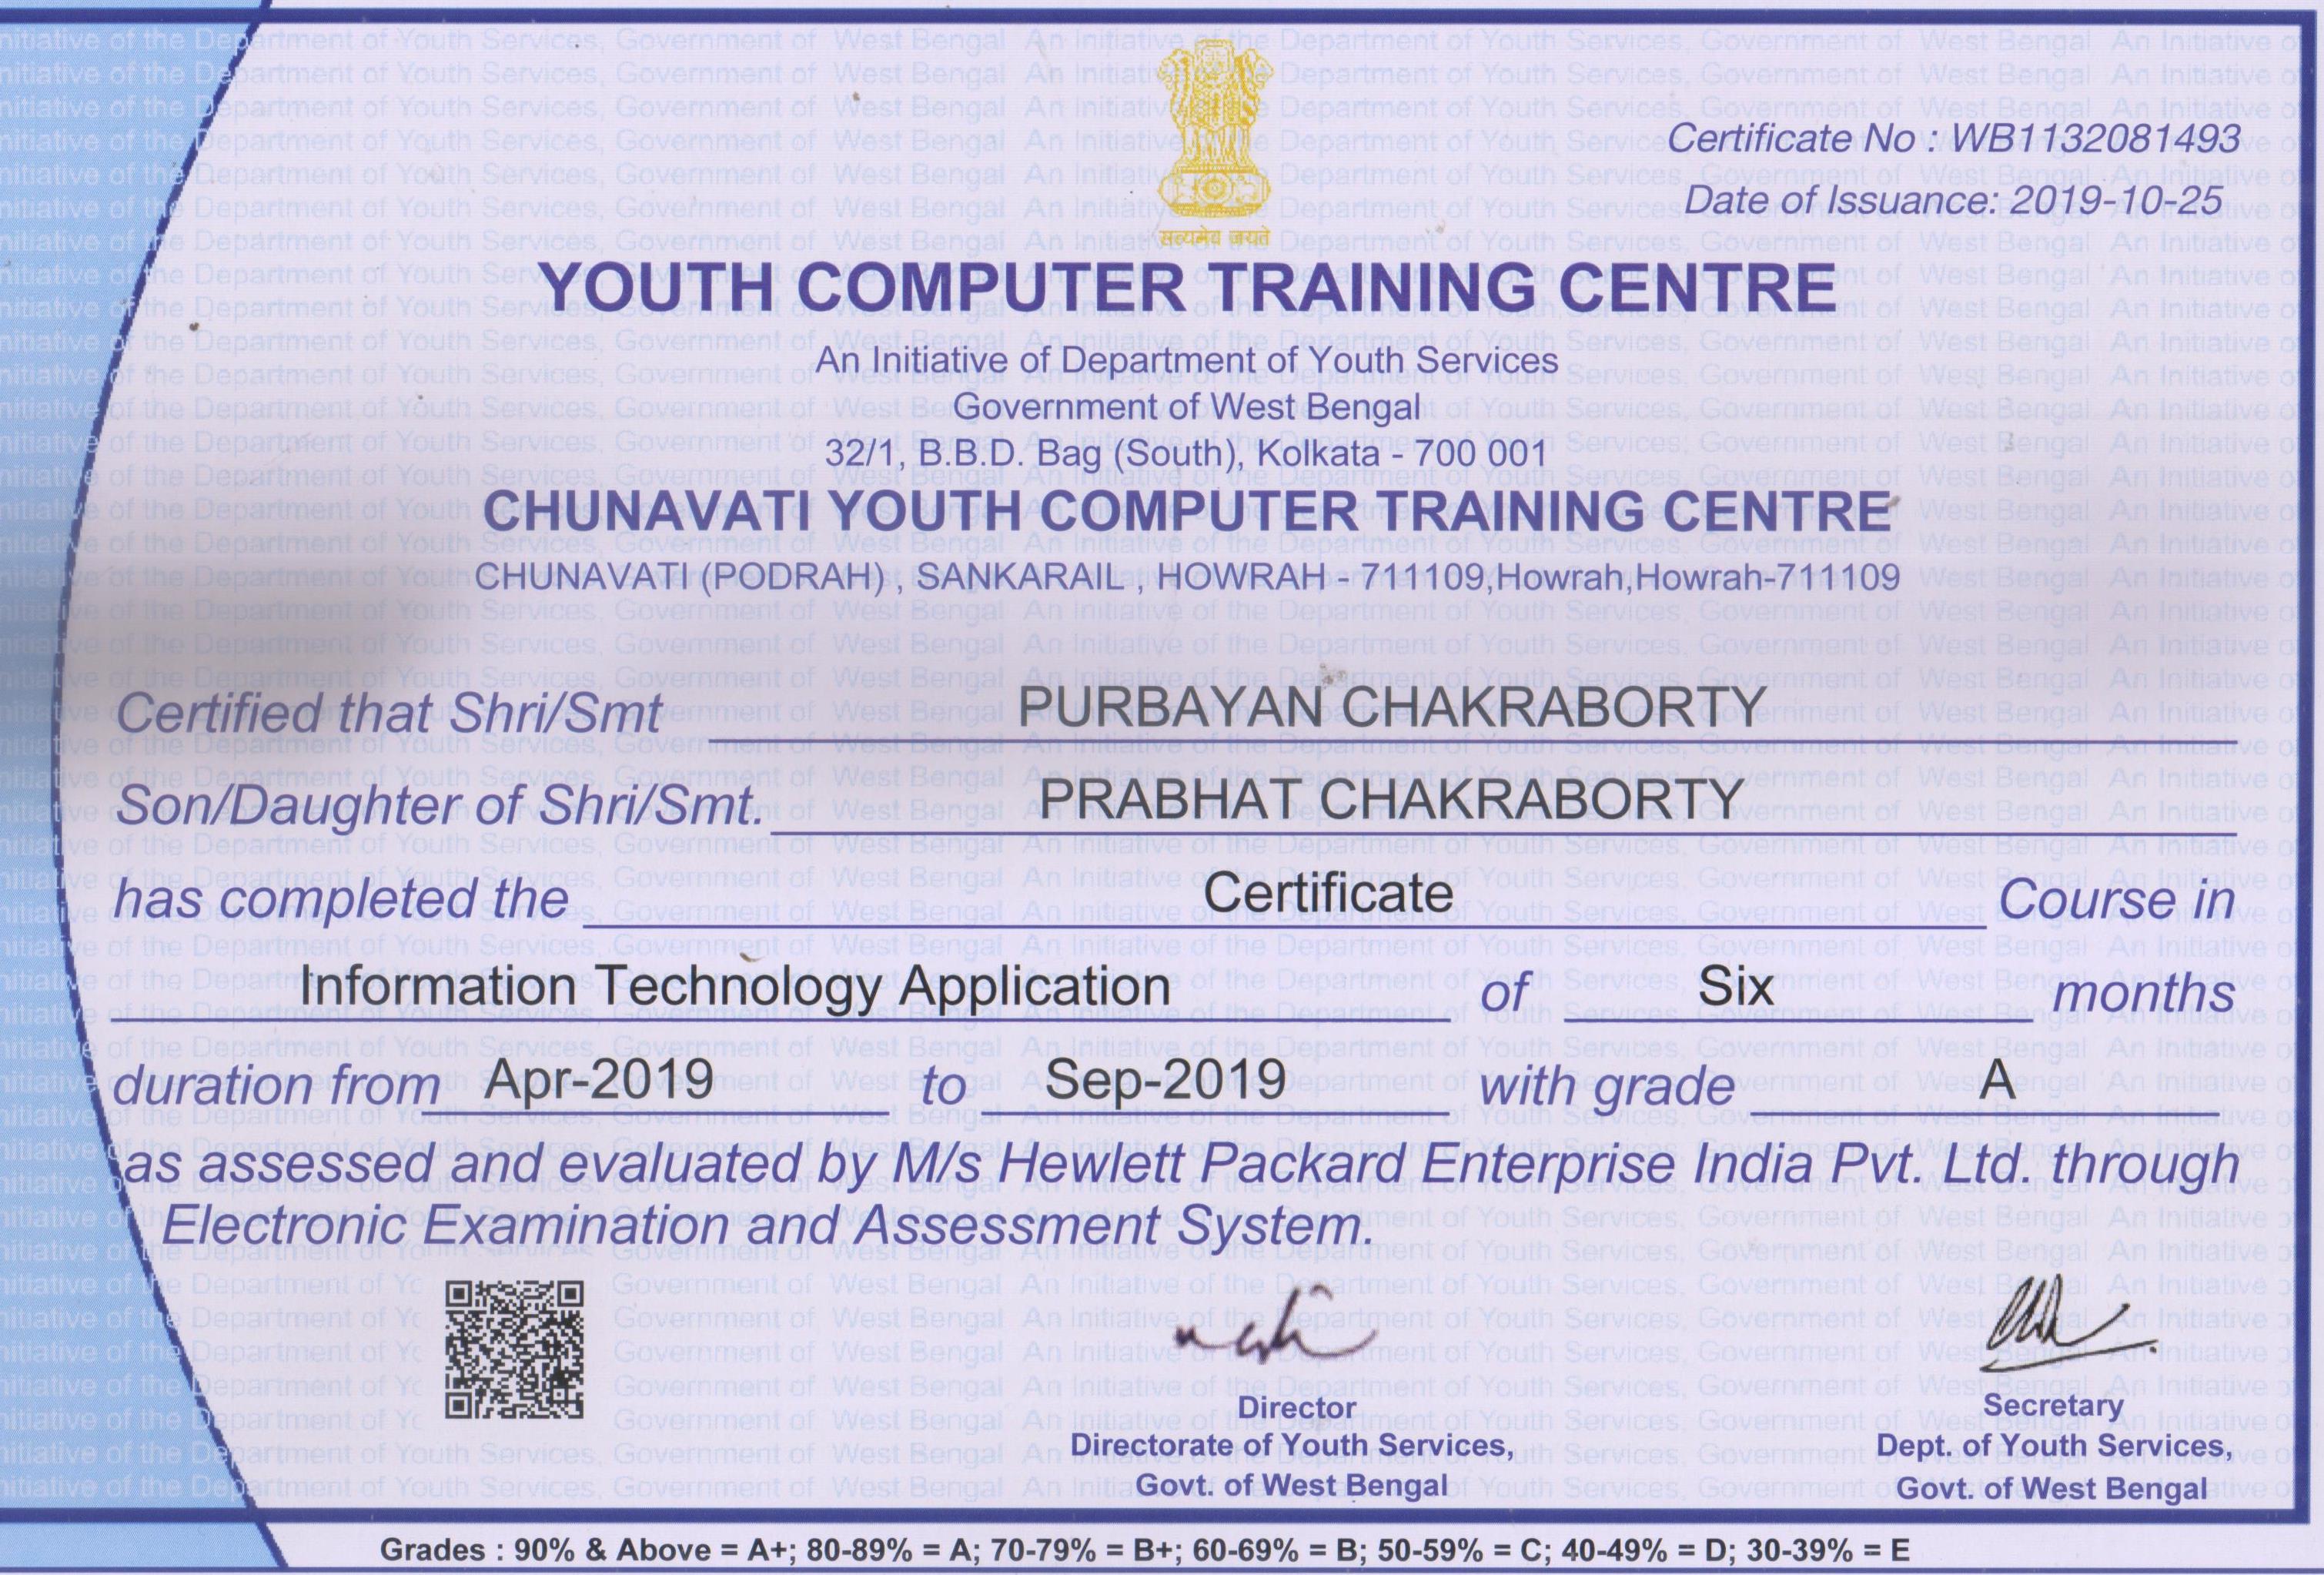 Certificate No : WB1132081493
Date of Issuance: 2019-10-25
सत्यमेव जयते
YOUTH COMPUTER TRAINING CENTRE
An Initiative of Department of Youth Services
Government of West Bengal
32/1, B.B.D. Bag (South), Kolkata - 700 001
CHUNAVATI YOUTH COMPUTER TRAINING CENTRE
CHUNAVATI (PODRAH) , SANKARAIL , HOWRAH - 711109,Howrah,Howrah-711109
Certified that Shri/Smt PURBAYAN CHAKRABORTY
Son/Daughter of Shri/Smt. PRABHAT CHAKRABORTY
has completed the Certificate Course in
Information Technology Application of Six months
duration from Apr-2019 to Sep-2019 with grade A
as assessed and evaluated by M/s Hewlett Packard Enterprise India Pvt. Ltd. through
Electronic Examination and Assessment System.
Director
Directorate of Youth Services,
Govt. of West Bengal
Secretary
Dept. of Youth Services,
Govt. of West Bengal
Grades : 90% & Above = A+; 80-89% = A; 70-79% = B+; 60-69% = B; 50-59% = C; 40-49% = D; 30-39% = E